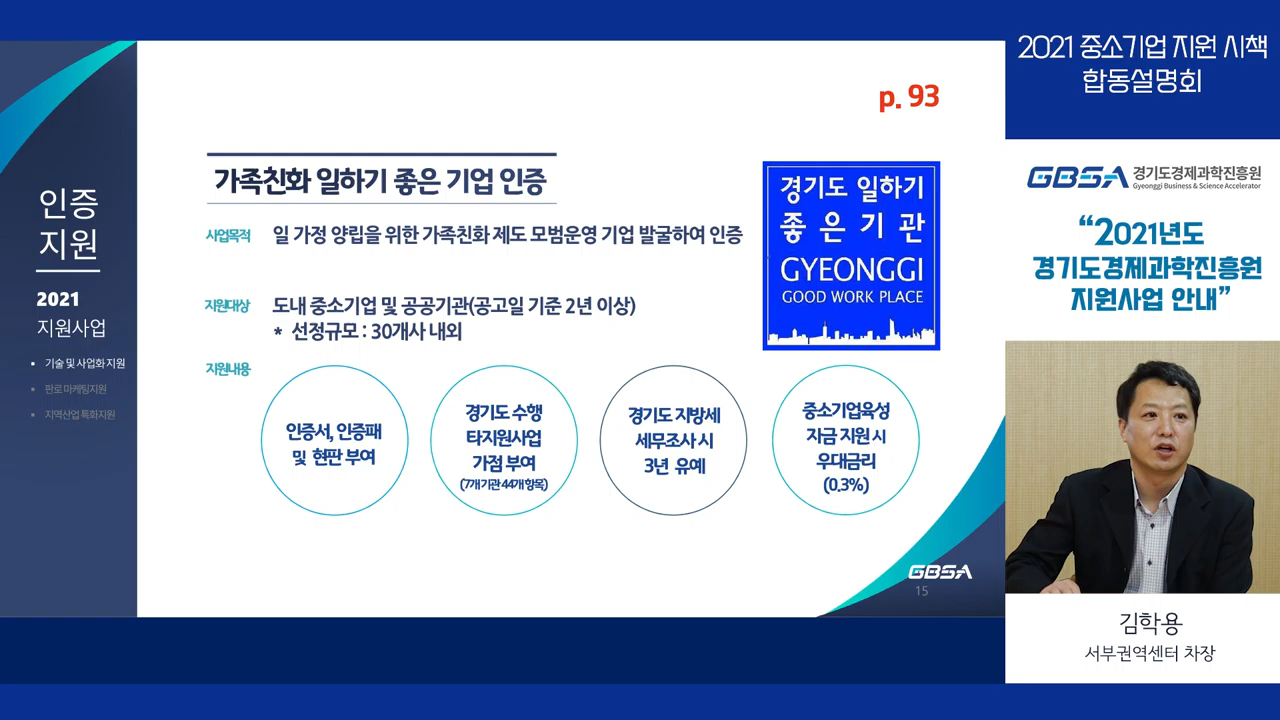 인증
지원
2021
지원사업
▪ 기술 및 사업화 지원
▪ 판로 마케팅지원
▪ 지역산업 특화지원
p. 93
가족친화 일하기 좋은 기업 인증
사업목적 일 가정 양립을 위한 가족친화 제도 모범운영 기업 발굴하여 인증
지원대상 도내 중소기업 및 공공기관(공고일 기준 2년 이상)
* 선정규모 : 30개사 내외
지원내용
인증서, 인증패
및 현판 부여
경기도 수행
타지원사업
가점 부여
(7개 기관 44개 항목)
경기도 지방세
세무조사 시
3년 유예
중소기업육성
자금 지원 시
우대금리
(0.3%)
경기도 일하기
좋은기관
GYEONGGI
GOOD WORK PLACE
GBSA
15
2021 중소기업 지원 시책
합동설명회
GBSA 경기도경제과학진흥원
Gyeonggi Business & Science Accelerator
“2021년도
경기도경제과학진흥원
지원사업 안내”
김학용
서부권역센터 차장